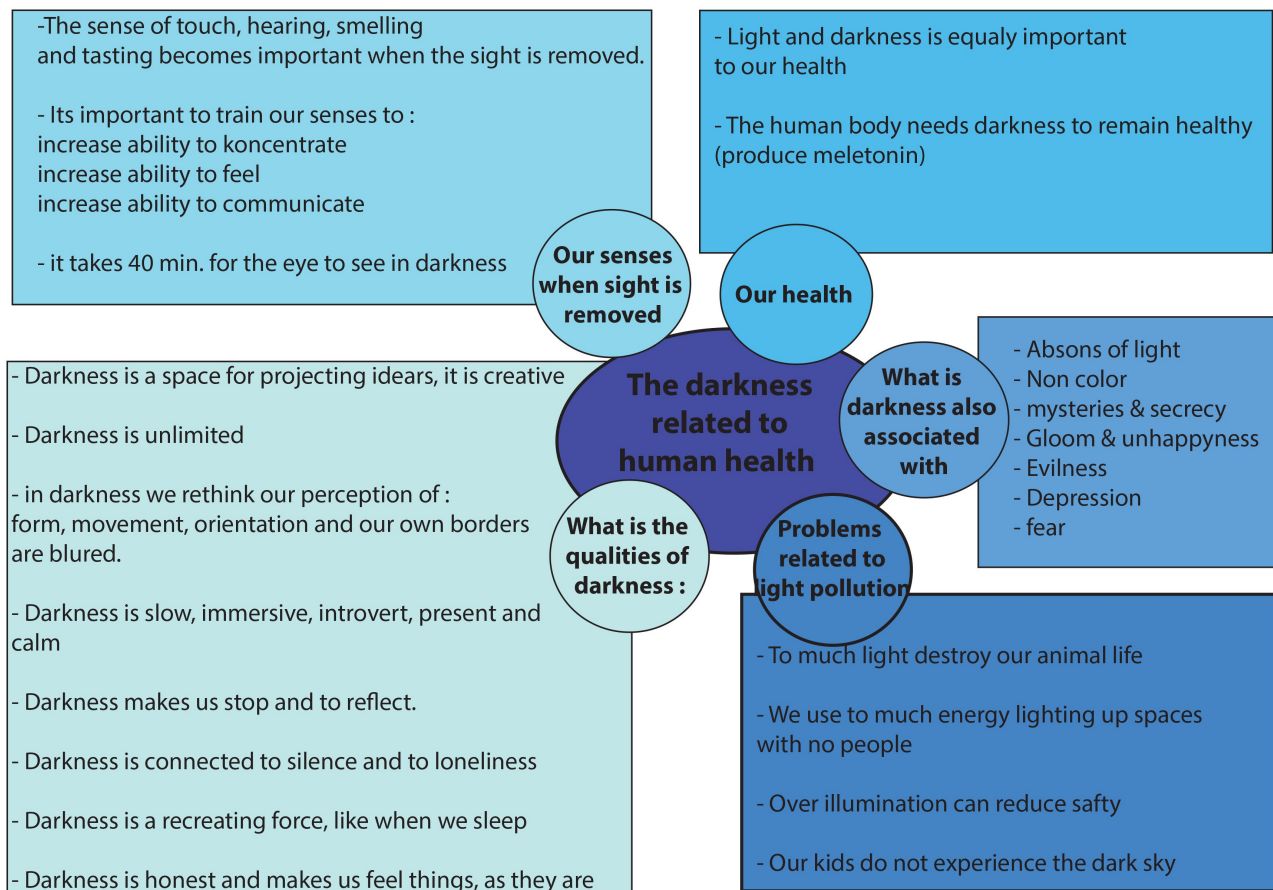 -The sense of touch, hearing, smelling
and tasting becomes important when the sight is removed.
- Its important to train our senses to :
increase ability to koncentrate
increase ability to feel
increase ability to communicate
- it takes 40 min. for the eye to see in darkness
Our senses
when sight is
removed
- Light and darkness is equaly important
to our health
- The human body needs darkness to remain healthy
(produce meletonin)
Our health
The darkness
related to
human health
What is
darkness also
associated
with
- Absons of light
- Non color
- mysteries & secrecy
- Gloom & unhappyness
- Evilness
- Depression
- fear
- Darkness is a space for projecting idears, it is creative
- Darkness is unlimited
- in darkness we rethink our perception of :
form, movement, orientation and our own borders
are blured.
- Darkness is slow, immersive, introvert, present and
calm
- Darkness makes us stop and to reflect.
- Darkness is connected to silence and to loneliness
- Darkness is a recreating force, like when we sleep
- Darkness is honest and makes us feel things, as they are
What is the
qualities of
darkness :
Problems
related to
light pollution
- To much light destroy our animal life
- We use to much energy lighting up spaces
with no people
- Over illumination can reduce safty
- Our kids do not experience the dark sky